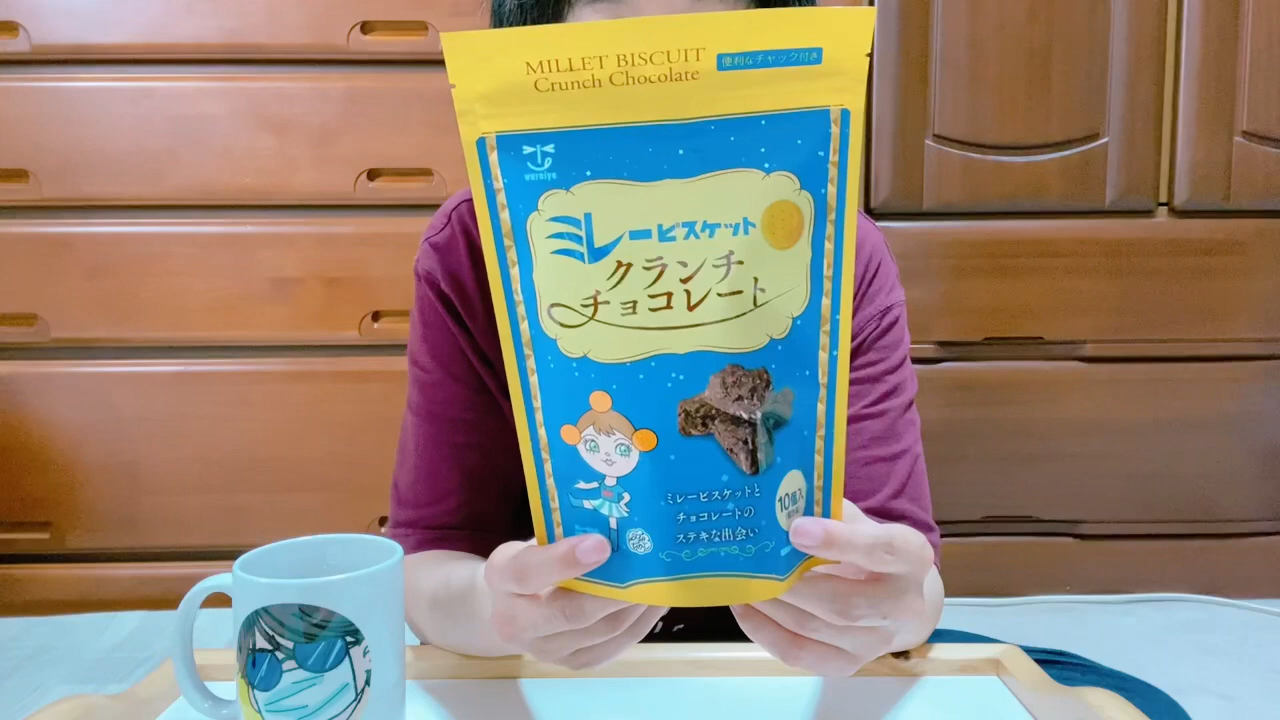 MILLET BISCUIT
Crunch Chocolate
便利なチャック付き
umaiya
ミレービスケット
クランチ
チョコレート
ミレービスケットと
チョコレートの
ステキな出会い
10個入